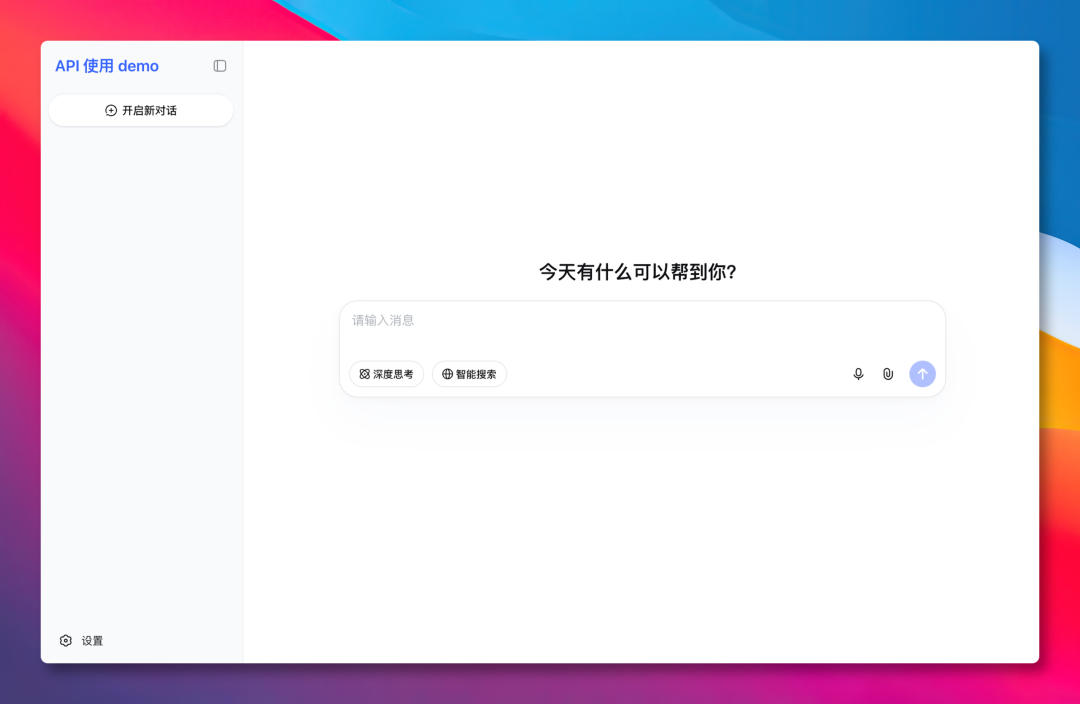 API 使用 demo
开启新对话
今天有什么可以帮到你?
请输入消息
深度思考
智能搜索
设置